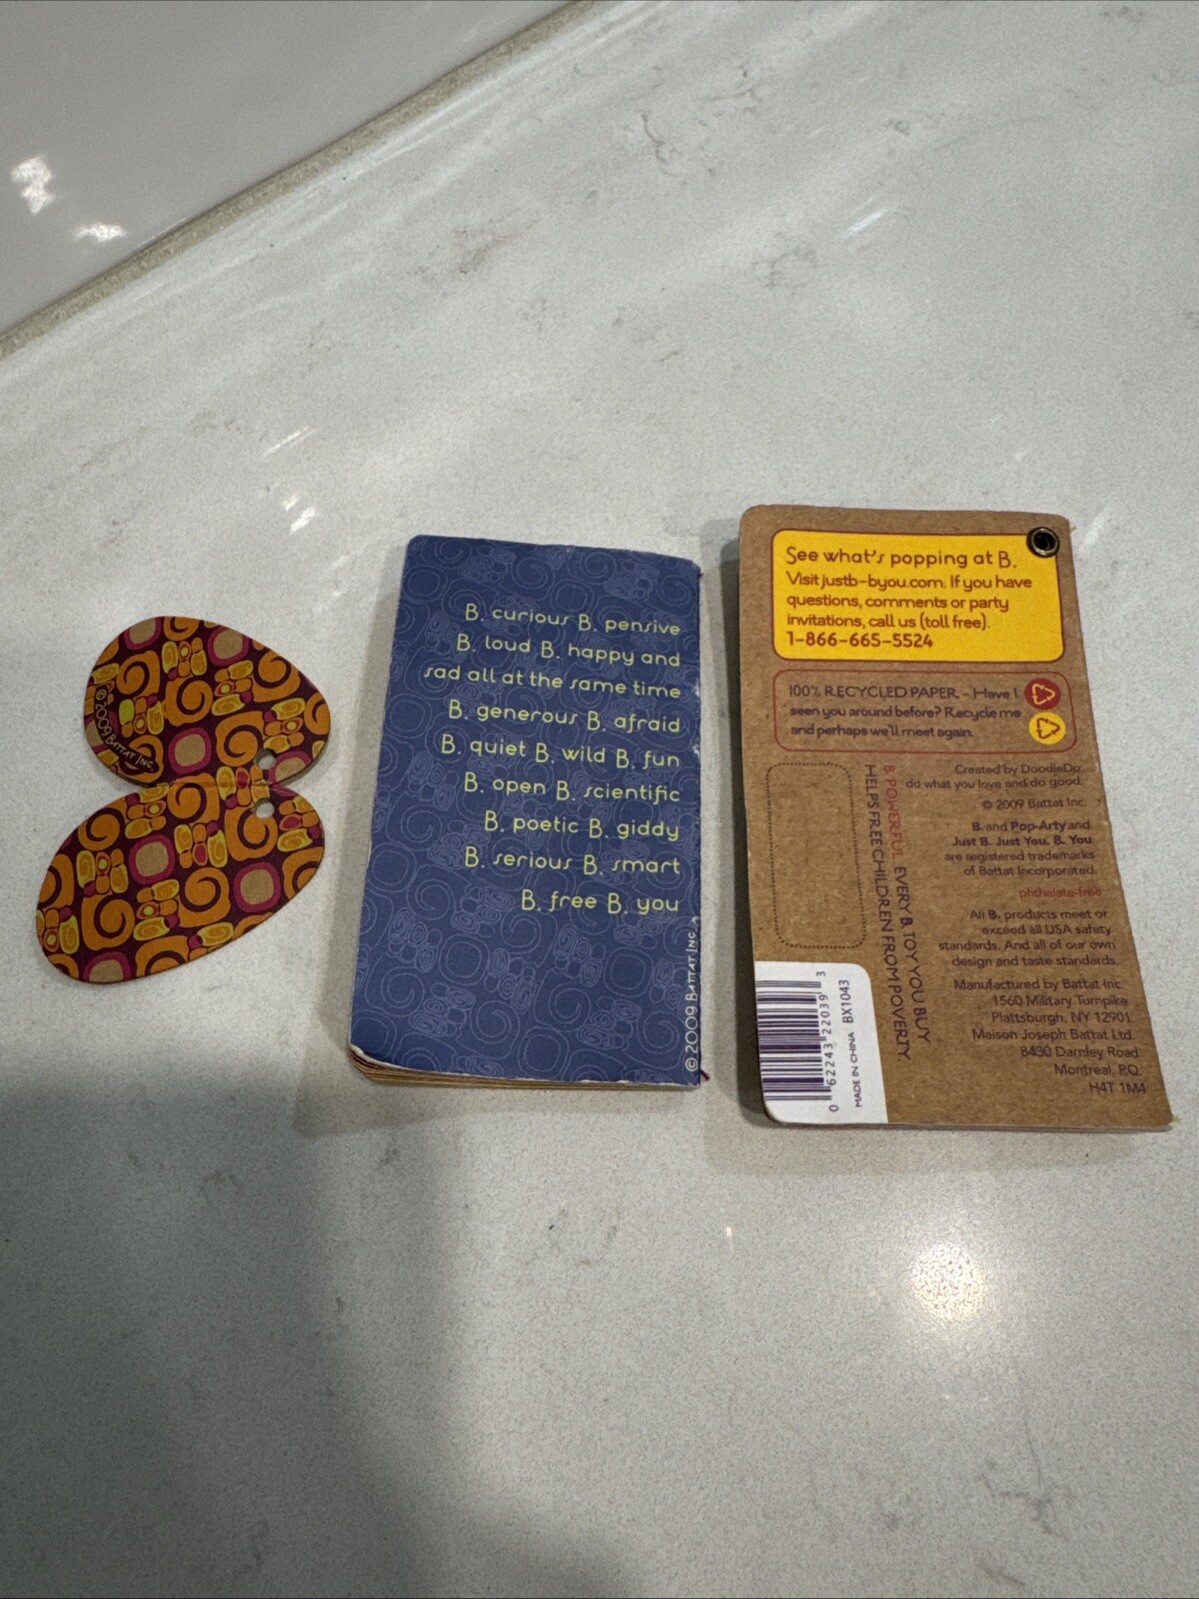 © 2009 BATTAT INC.
B. curious B. pensive
B. loud B. happy and
sad all at the same time
B. generous B. afraid
B. quiet B. wild B. fun
B. open B. scientific
B. poetic B. giddy
B. serious B. smart
B. free B. you
© 2009 BATTAT INC.
See what's popping at B.
Visit justb-byou.com. If you have
questions, comments or party
invitations, call us (toll free).
1-866-665-5524
100% RECYCLED PAPER. - Have I
seen you around before? Recycle me
and perhaps we'll meet again.
B. POWERFUL EVERY B. TOY YOU BUY
HELPS FREE CHILDREN FROM POVERTY
Created by DoodleDo.
do what you love and do good.
© 2009 Battat Inc.
B. and Pop-Arty and
Just B. Just You. B. You
are registered trademarks
of Battat Incorporated.
phthalate-free
All B. products meet or
exceed all USA safety
standards. And all of our own
design and taste standards.
Manufactured by Battat Inc.
1560 Military Turnpike
Plattsburgh, NY 12901
Maison Joseph Battat Ltd.
8430 Darnley Road
Montreal, P.Q.
H4T 1M4
0 62243 22039 3
MADE IN CHINA BX1043